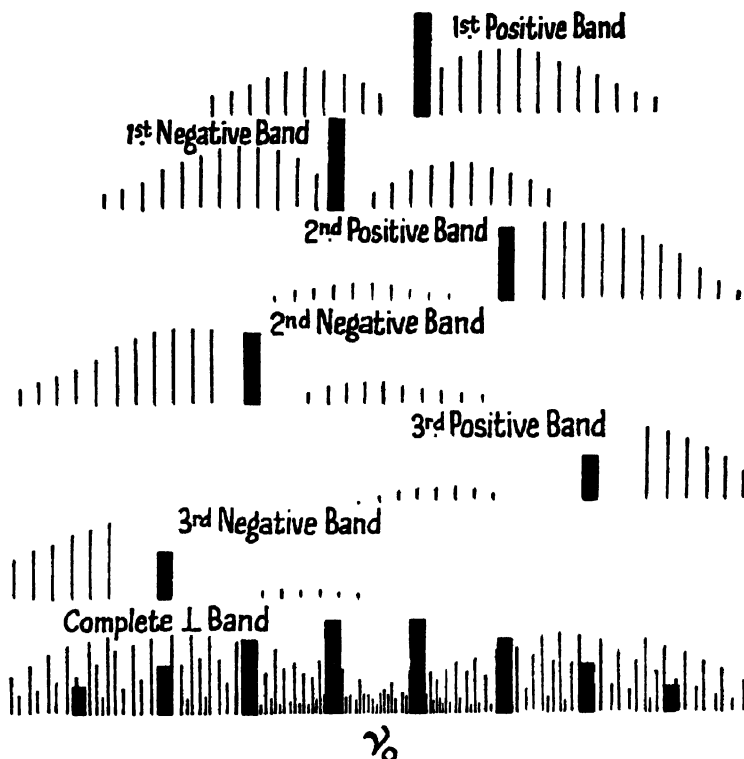 1st Positive Band
1st Negative Band
2nd Positive Band
2nd Negative Band
3rd Positive Band
3rd Negative Band
Complete ⊥ Band
ν₀